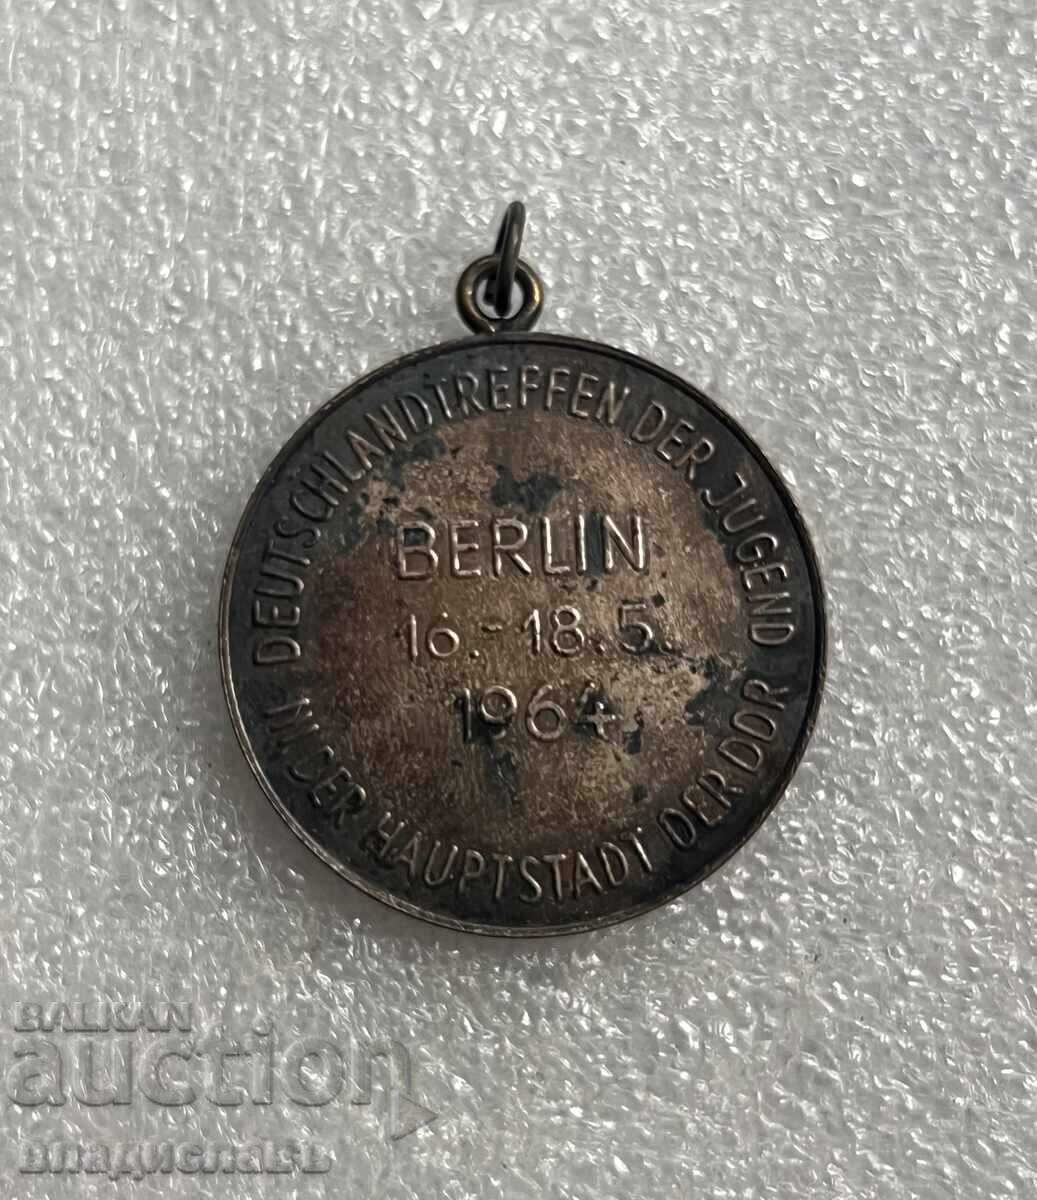 DEUTSCHLANDTREFFEN DER JUGEND
IN DER HAUPTSTADT DER DDR
BERLIN
16.-18.5.
1964
BALKAN
auction
владиславъ